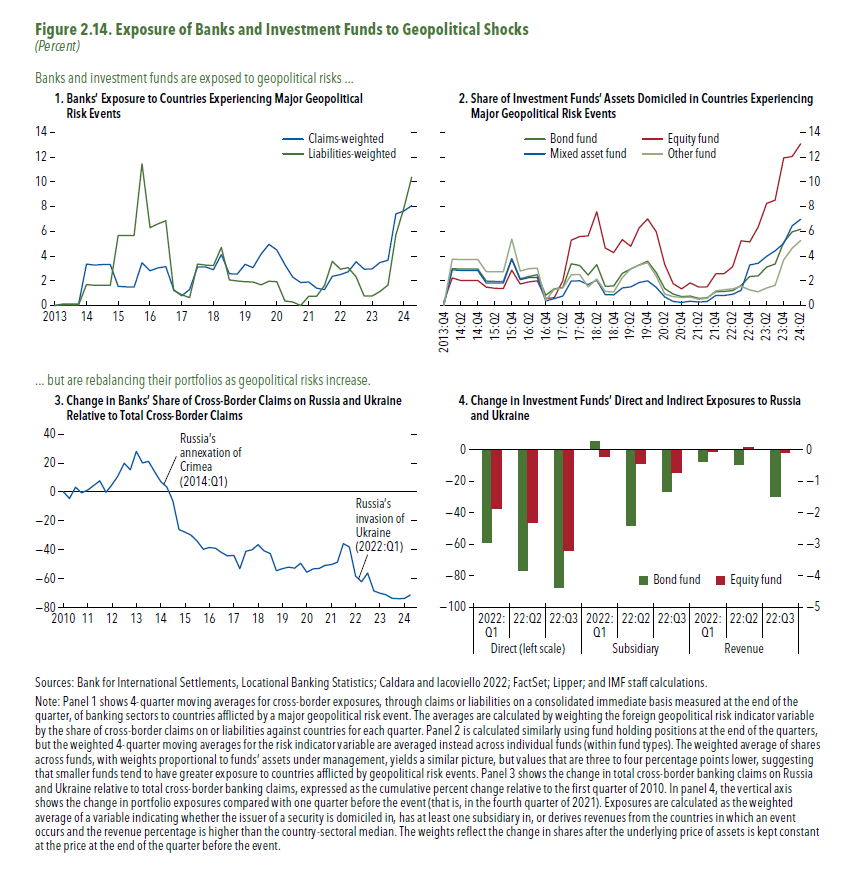 Figure 2.14. Exposure of Banks and Investment Funds to Geopolitical Shocks
(Percent)
Banks and investment funds are exposed to geopolitical risks ...
1. Banks' Exposure to Countries Experiencing Major Geopolitical
Risk Events
14
12
10
8
6
4
2
0
Claims-weighted
Liabilities-weighted
2013 14 15 16 17 18 19 20 21 22 23 24
2. Share of Investment Funds' Assets Domiciled in Countries Experiencing
Major Geopolitical Risk Events
Bond fund
Equity fund
Mixed asset fund
Other fund
14
12
10
8
6
4
2
0
2013:Q4
14:Q2
14:Q4
15:Q2
15:Q4
16:Q2
16:Q4
17:Q2
17:Q4
18:Q2
18:Q4
19:Q2
19:Q4
20:Q2
20:Q4
21:Q2
21:Q4
22:Q2
22:Q4
23:Q2
23:Q4
24:Q2
... but are rebalancing their portfolios as geopolitical risks increase.
3. Change in Banks' Share of Cross-Border Claims on Russia and Ukraine
Relative to Total Cross-Border Claims
40
20
0
−20
−40
−60
−80
Russia's
annexation of
Crimea
(2014:Q1)
Russia's
invasion of
Ukraine
(2022:Q1)
2010 11 12 13 14 15 16 17 18 19 20 21 22 23 24
4. Change in Investment Funds' Direct and Indirect Exposures to Russia
and Ukraine
0
−20
−40
−60
−80
−100
0
−1
−2
−3
−4
−5
Bond fund
Equity fund
2022: 22:Q2 22:Q3 2022: 22:Q2 22:Q3 2022: 22:Q2 22:Q3
Q1 Q1 Q1
Direct (left scale) Subsidiary Revenue
Sources: Bank for International Settlements, Locational Banking Statistics; Caldara and Iacoviello 2022; FactSet; Lipper; and IMF staff calculations.
Note: Panel 1 shows 4-quarter moving averages for cross-border exposures, through claims or liabilities on a consolidated immediate basis measured at the end of the
quarter, of banking sectors to countries afflicted by a major geopolitical risk event. The averages are calculated by weighting the foreign geopolitical risk indicator variable
by the share of cross-border claims on or liabilities against countries for each quarter. Panel 2 is calculated similarly using fund holding positions at the end of the quarters,
but the weighted 4-quarter moving averages for the risk indicator variable are averaged instead across individual funds (within fund types). The weighted average of shares
across funds, with weights proportional to funds' assets under management, yields a similar picture, but values that are three to four percentage points lower, suggesting
that smaller funds tend to have greater exposure to countries afflicted by geopolitical risk events. Panel 3 shows the change in total cross-border banking claims on Russia
and Ukraine relative to total cross-border banking claims, expressed as the cumulative percent change relative to the first quarter of 2010. In panel 4, the vertical axis
shows the change in portfolio exposures compared with one quarter before the event (that is, in the fourth quarter of 2021). Exposures are calculated as the weighted
average of a variable indicating whether the issuer of a security is domiciled in, has at least one subsidiary in, or derives revenues from the countries in which an event
occurs and the revenue percentage is higher than the country-sectoral median. The weights reflect the change in shares after the underlying price of assets is kept constant
at the price at the end of the quarter before the event.